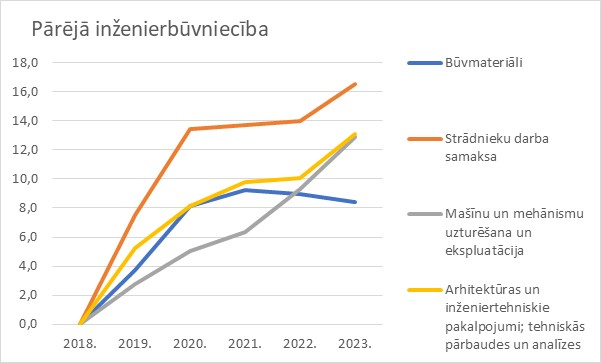 Pārējā inženierbūvniecība
18,0
16,0
14,0
12,0
10,0
8,0
6,0
4,0
2,0
0,0
2018.
2019.
2020.
2021.
2022.
2023.
Būvmateriāli
Strādnieku darba
samaksa
Mašīnu un mehānismu
uzturēšana un
ekspluatācija
Arhitektūras un
inženiertehniskie
pakalpojumi; tehniskās
pārbaudes un analīzes